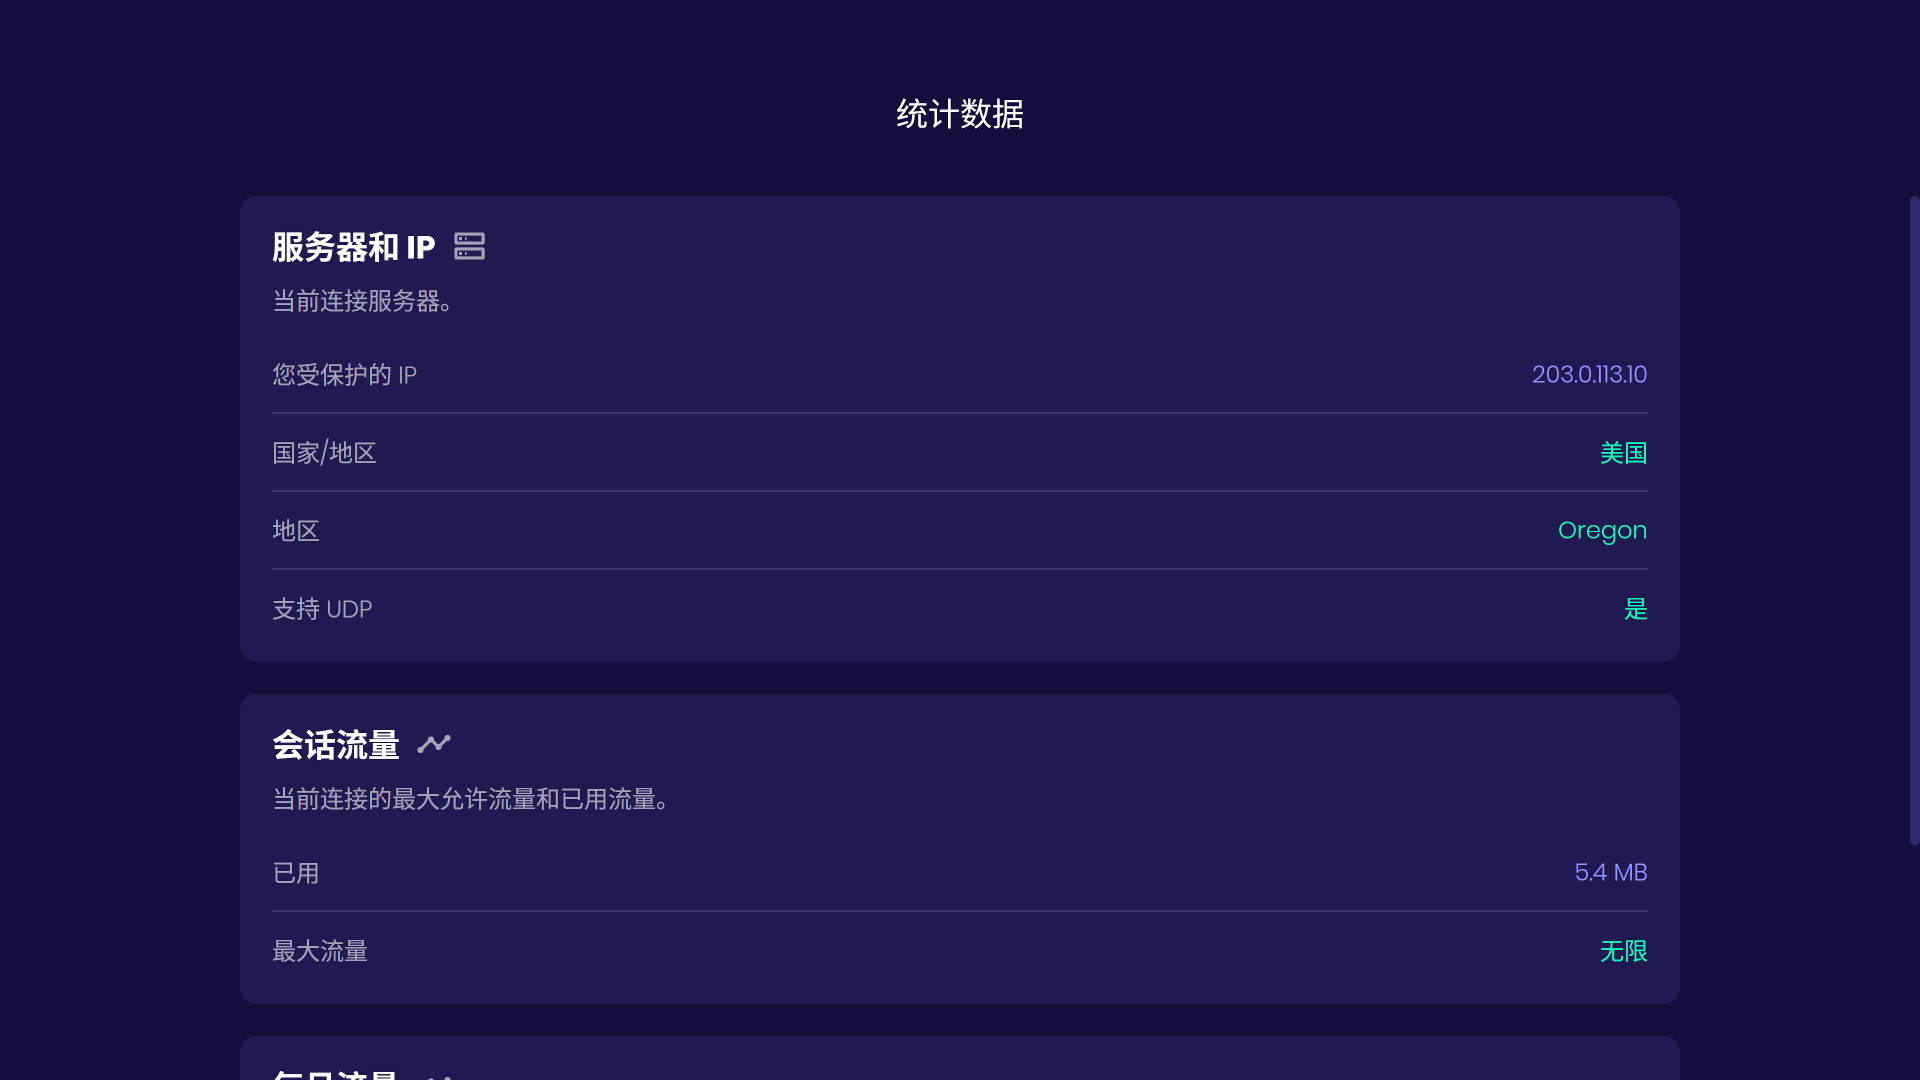 统计数据
服务器和 IP
当前连接服务器。
您受保护的 IP 203.0.113.10
国家/地区 美国
地区 Oregon
支持 UDP 是
会话流量
当前连接的最大允许流量和已用流量。
已用 5.4 MB
最大流量 无限